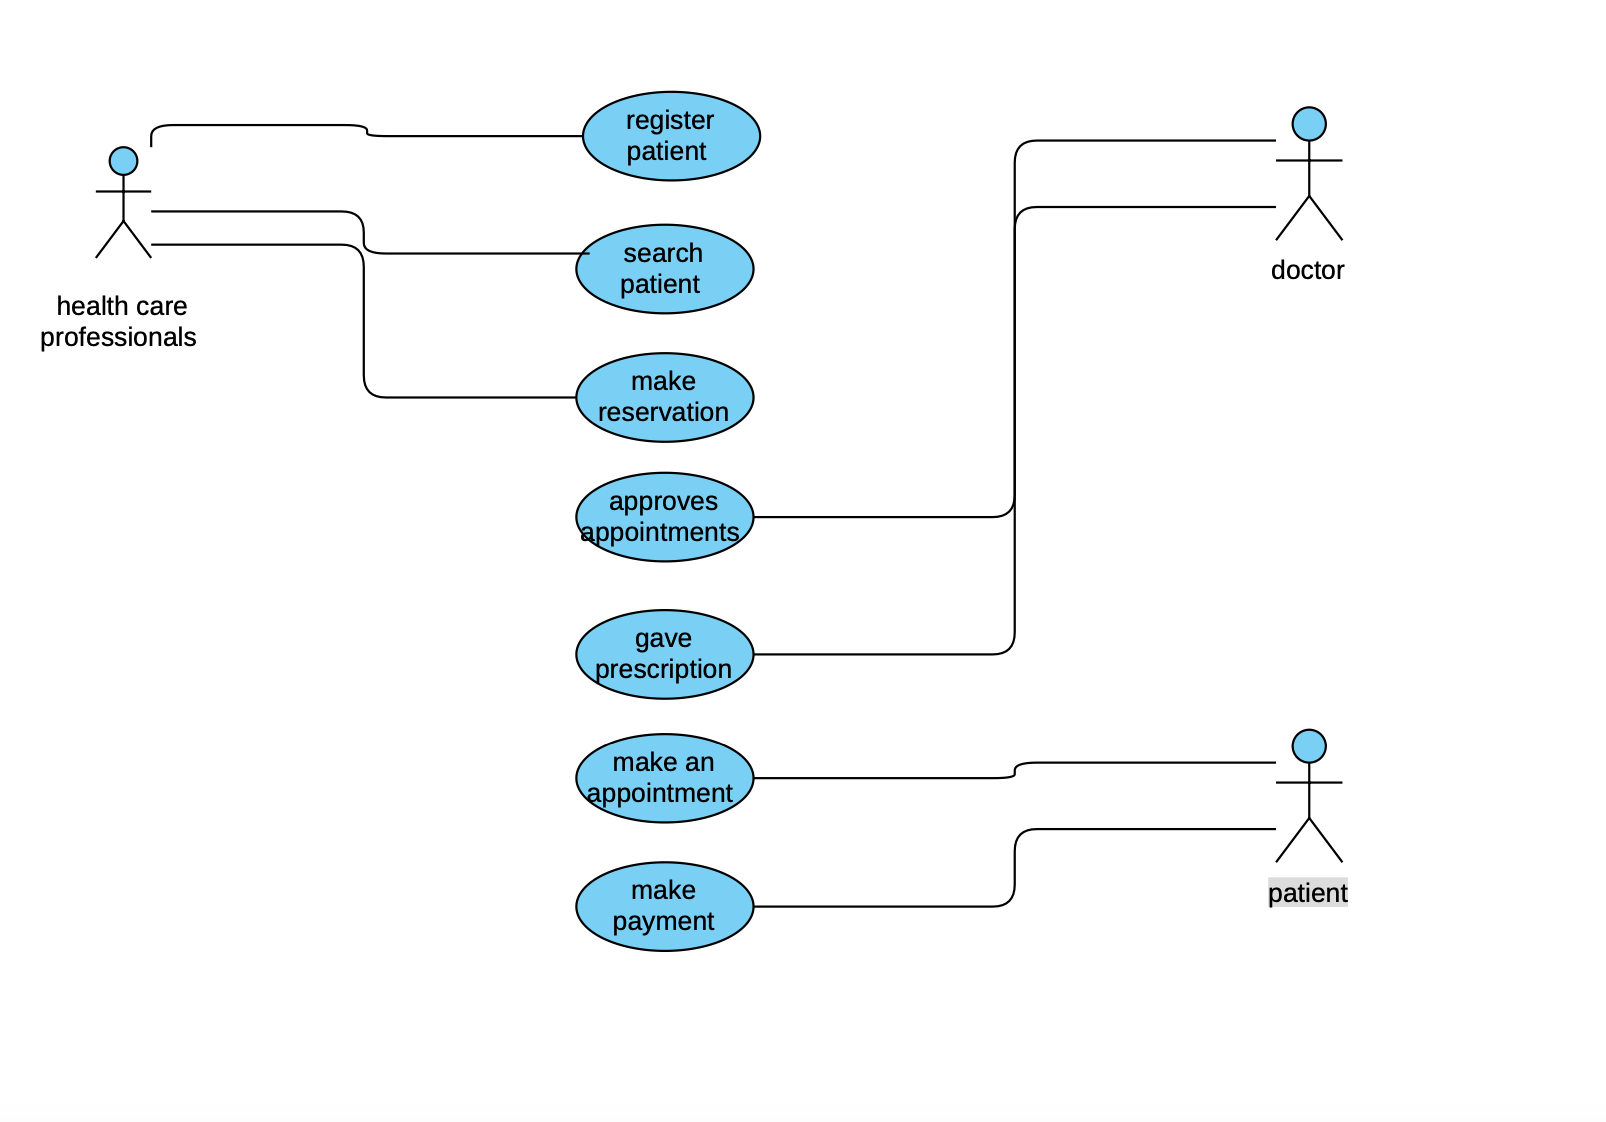 register
patient
search
patient
health care
professionals
make
reservation
approves
appointments
gave
prescription
make an
appointment
make
payment
doctor
patient